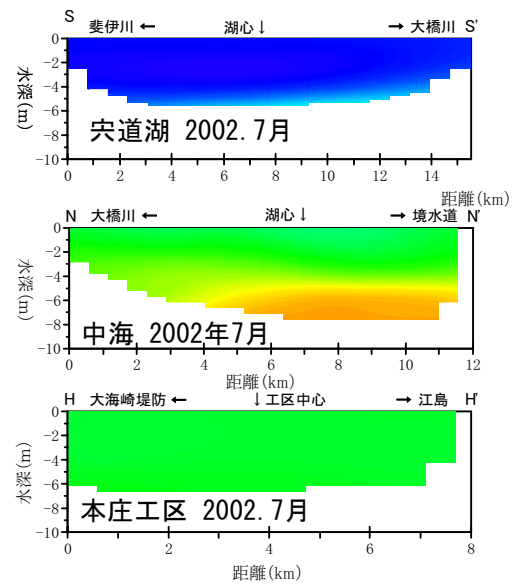 S 斐伊川 ← 湖心↓ → 大橋川 S'
0
-2
-4
-6
-8
-10
水深(m)
宍道湖 2002.7月
0 2 4 6 8 10 12 14
距離(km)
N 大橋川 ← 湖心↓ → 境水道 N'
0
-2
-4
-6
-8
-10
水深(m)
中海 2002年7月
0 2 4 6 8 10 12
距離(km)
H 大海崎堤防 ← ↓工区中心 → 江島 H'
0
-2
-4
-6
-8
-10
水深(m)
本庄工区 2002.7月
0 2 4 6 8
距離(km)